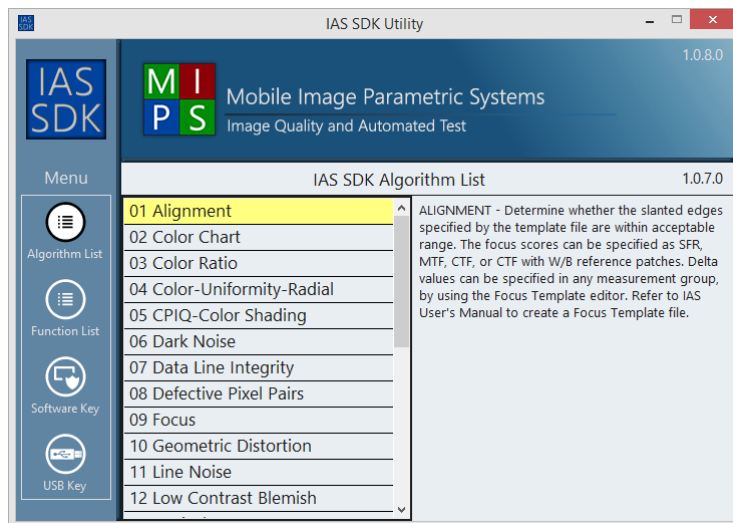 IAS
SDK
IAS SDK Utility
1.0.8.0
IAS
SDK
M I
P S
Mobile Image Parametric Systems
Image Quality and Automated Test
Menu
IAS SDK Algorithm List
1.0.7.0
Algorithm List
Function List
Software Key
USB Key
01 Alignment
02 Color Chart
03 Color Ratio
04 Color-Uniformity-Radial
05 CPIQ-Color Shading
06 Dark Noise
07 Data Line Integrity
08 Defective Pixel Pairs
09 Focus
10 Geometric Distortion
11 Line Noise
12 Low Contrast Blemish
ALIGNMENT - Determine whether the slanted edges
specified by the template file are within acceptable
range. The focus scores can be specified as SFR,
MTF, CTF, or CTF with W/B reference patches. Delta
values can be specified in any measurement group,
by using the Focus Template editor. Refer to IAS
User's Manual to create a Focus Template file.